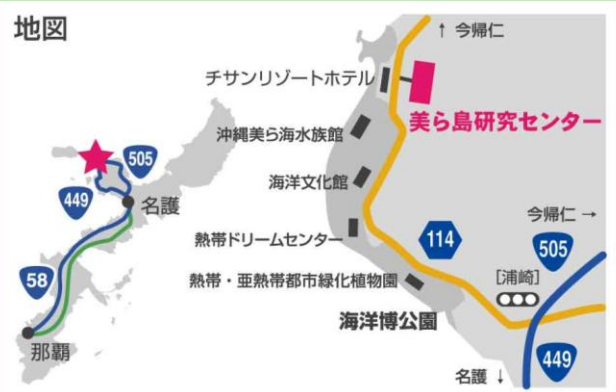 地図
↑ 今帰仁
チサンリゾートホテル
美ら島研究センター
沖縄美ら海水族館
505
海洋文化館
449
名護
今帰仁 →
熱帯ドリームセンター
114
505
58
熱帯・亜熱帯都市緑化植物園
[浦崎]
海洋博公園
那覇
449
名護 ↓